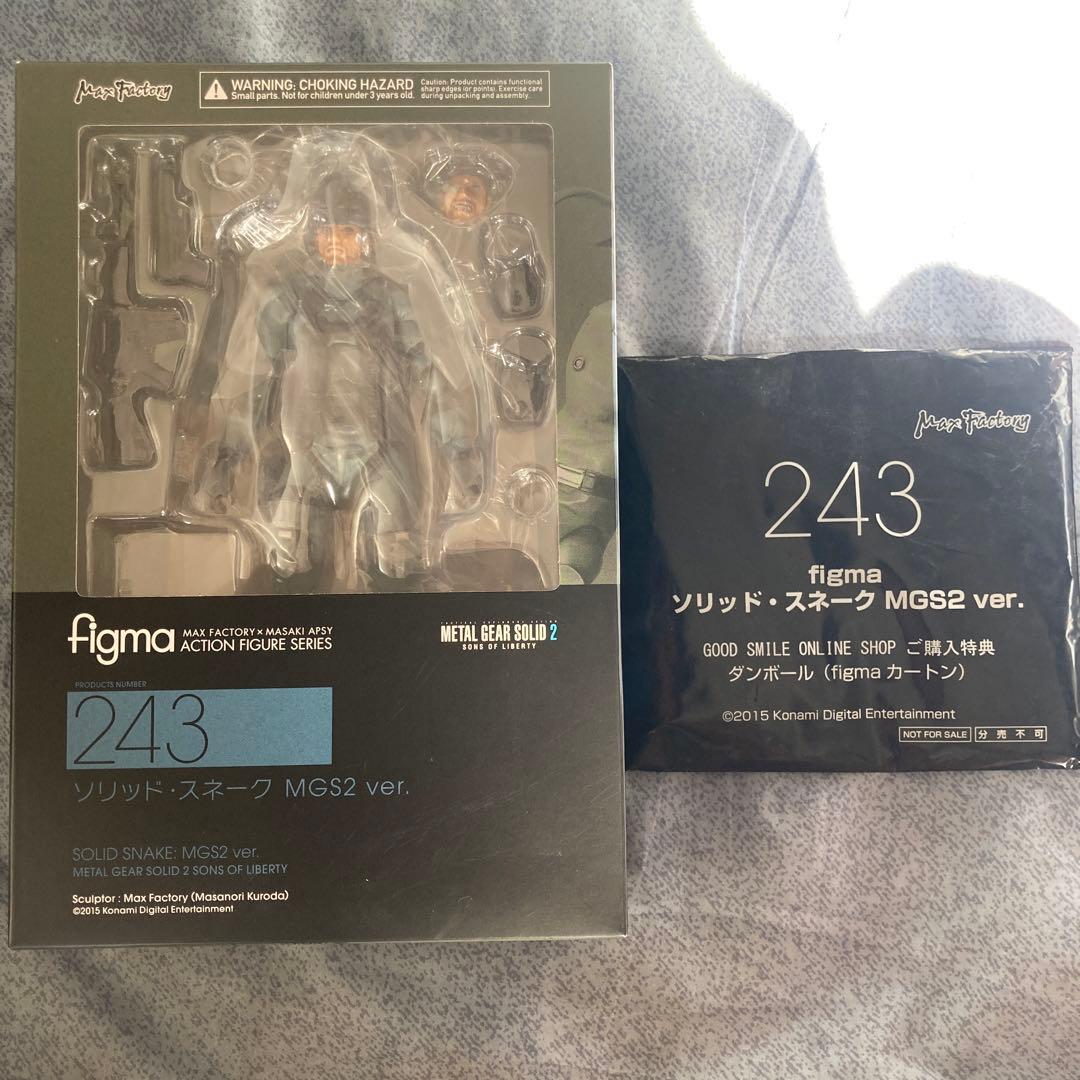 Max Factory
WARNING: CHOKING HAZARD
Small parts. Not for children under 3 years old.
Caution: Product contains functional
sharp edges (or points). Exercise care
during unpacking and assembly.
figma
MAX FACTORY × MASAKI APSY
ACTION FIGURE SERIES
TACTICAL ESPIONAGE ACTION
METAL GEAR SOLID 2
SONS OF LIBERTY
PRODUCTS NUMBER
243
ソリッド・スネーク MGS2 ver.
SOLID SNAKE: MGS2 ver.
METAL GEAR SOLID 2 SONS OF LIBERTY
Sculptor : Max Factory (Masanori Kuroda)
©2015 Konami Digital Entertainment
Max Factory
243
figma
ソリッド・スネーク MGS2 ver.
GOOD SMILE ONLINE SHOP ご購入特典
ダンボール（figma カートン）
©2015 Konami Digital Entertainment
NOT FOR SALE 分売不可